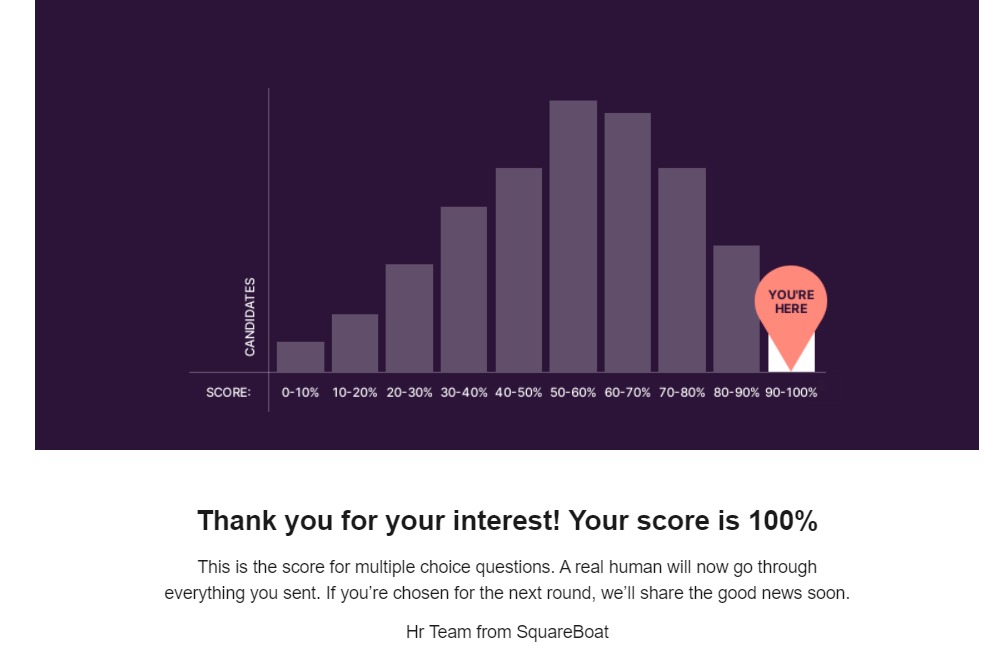 YOU'RE
HERE
CANDIDATES
SCORE: 0-10% 10-20% 20-30% 30-40% 40-50% 50-60% 60-70% 70-80% 80-90% 90-100%
Thank you for your interest! Your score is 100%
This is the score for multiple choice questions. A real human will now go through
everything you sent. If you’re chosen for the next round, we’ll share the good news soon.
Hr Team from SquareBoat